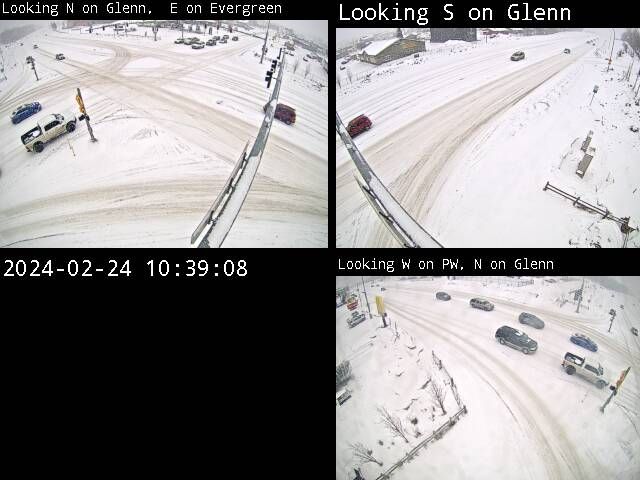 Looking N on Glenn,  E on Evergreen
Looking S on Glenn
2024-02-24 10:39:08
Looking W on PW, N on Glenn